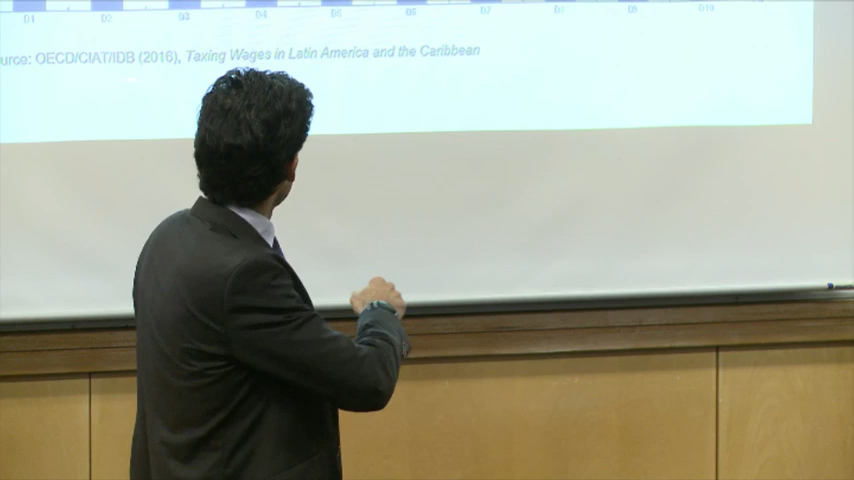 D1 D2 D3 D4 D5 D6 D7 D8 D9 D10
urce: OECD/CIAT/IDB (2016), Taxing Wages in Latin America and the Caribbean